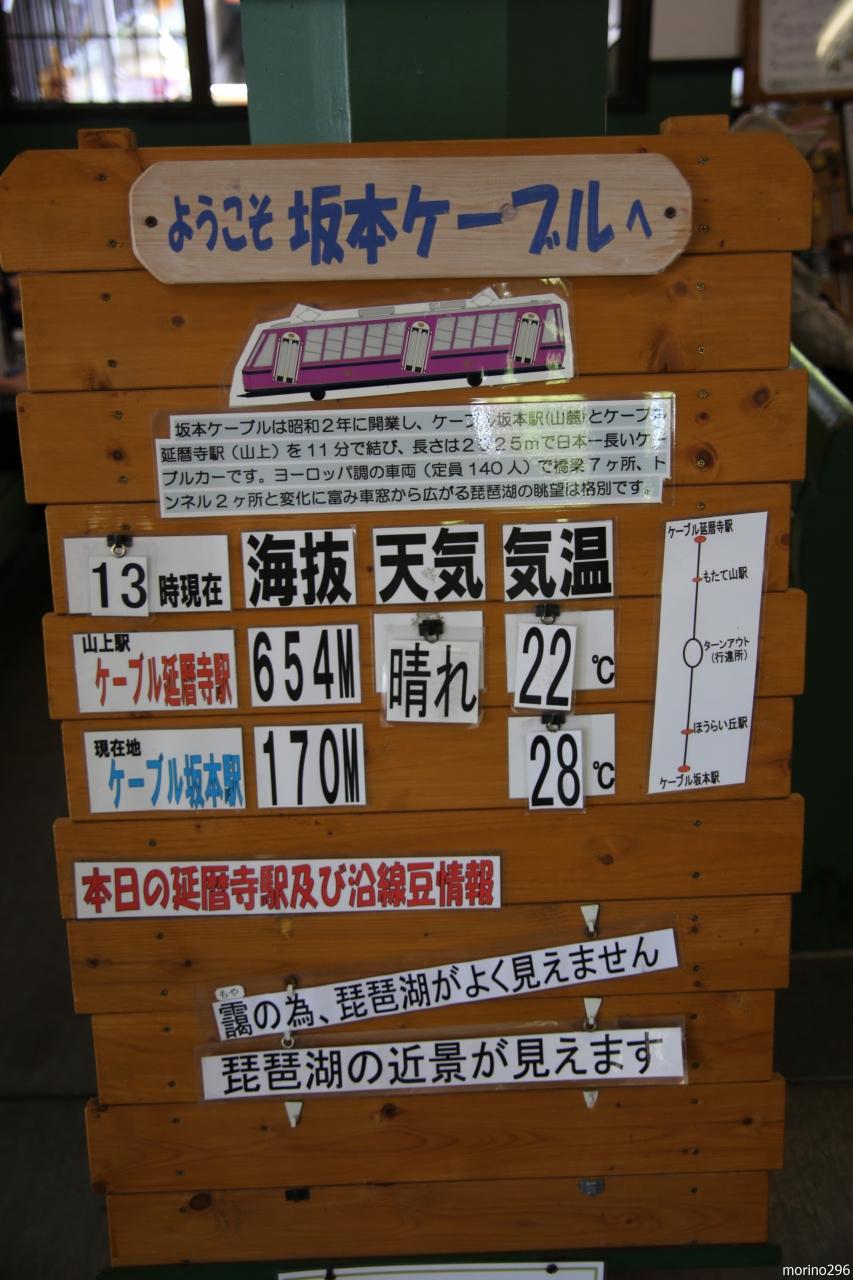 ようこそ 坂本ケーブルへ
坂本ケーブルは昭和2年に開業し、ケーブル坂本駅(山麓)とケーブル
延暦寺駅(山上)を11分で結び、長さは2025mで日本一長いケー
ブルカーです。ヨーロッパ調の車両(定員140人)で橋梁7ヶ所、ト
ンネル2ヶ所と変化に富み車窓から広がる琵琶湖の眺望は格別です。
13時現在 海抜 天気 気温
山上駅
ケーブル延暦寺駅 654M 晴れ 22℃
現在地
ケーブル坂本駅 170M 28℃
ケーブル延暦寺駅
もたて山駅
ターンアウト
(行違所)
ほうらい丘駅
ケーブル坂本駅
本日の延暦寺駅及び沿線豆情報
もや
靄の為、琵琶湖がよく見えません
琵琶湖の近景が見えます
morino296